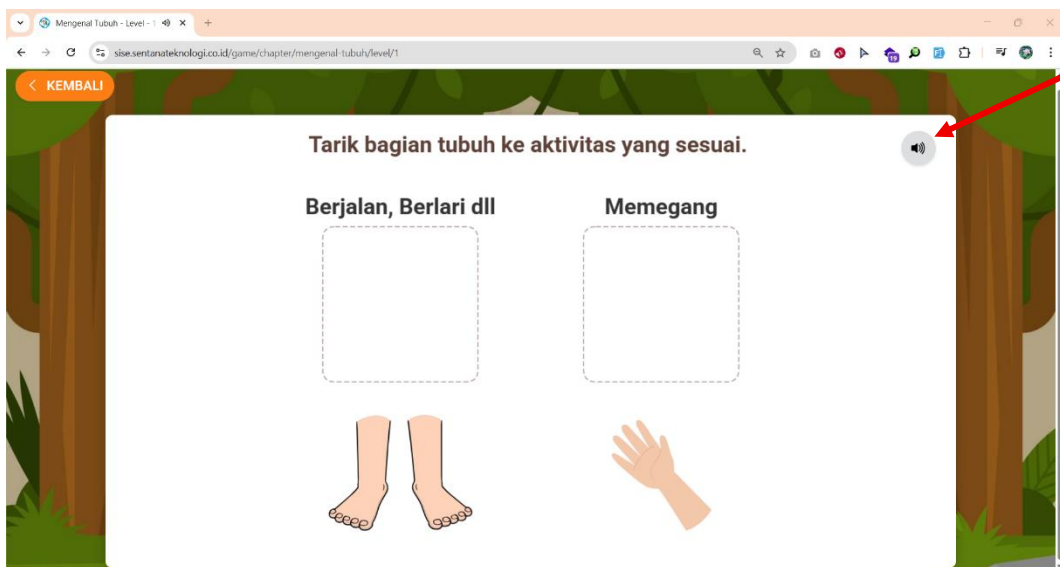 Mengenal Tubuh - Level - 1
sise.sentanateknologi.co.id/game/chapter/mengenal-tubuh/level/1
19
< KEMBALI
Tarik bagian tubuh ke aktivitas yang sesuai.
Berjalan, Berlari dll
Memegang